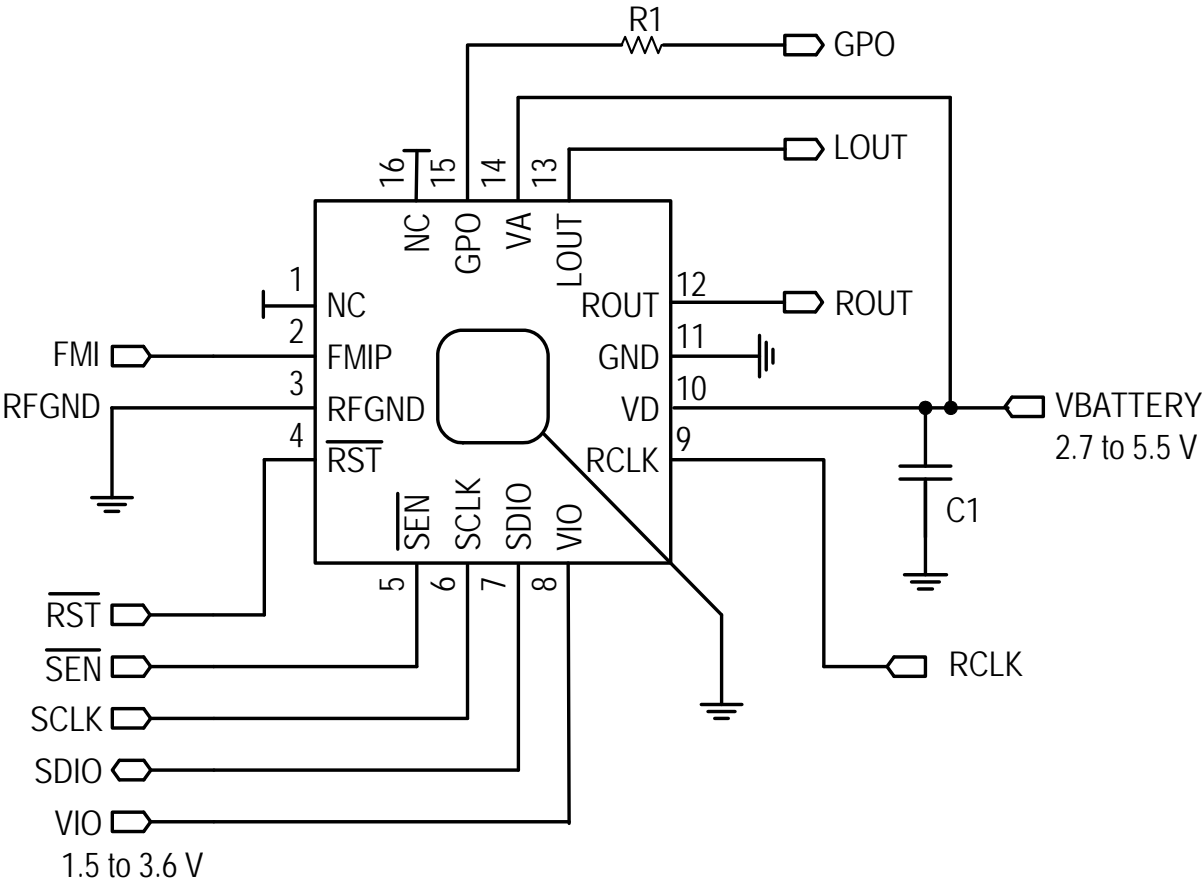 R1
GPO
LOUT
16
15
14
13
NC
GPO
VA
LOUT
1
NC
ROUT
12
ROUT
FMI
2
FMIP
GND
11
RFGND
3
RFGND
VD
10
VBATTERY
2.7 to 5.5 V
4
RST
RCLK
9
C1
SEN
SCLK
SDIO
VIO
5
6
7
8
RST
SEN
RCLK
SCLK
SDIO
VIO
1.5 to 3.6 V